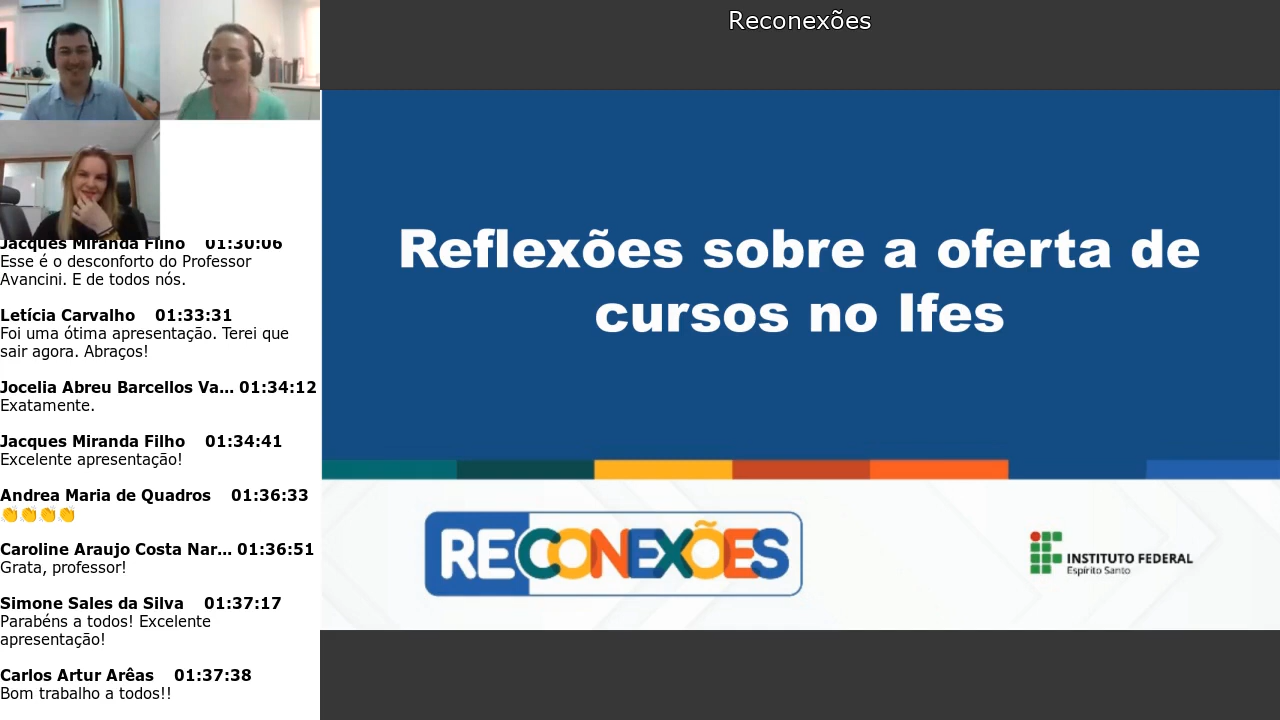 Reconexões
Jacques Miranda Filho 01:30:06
Esse é o desconforto do Professor
Avancini. E de todos nós.
Letícia Carvalho 01:33:31
Foi uma ótima apresentação. Terei que
sair agora. Abraços!
Jocelia Abreu Barcellos Va... 01:34:12
Exatamente.
Jacques Miranda Filho 01:34:41
Excelente apresentação!
Andrea Maria de Quadros 01:36:33
👏👏👏👏
Caroline Araujo Costa Nar... 01:36:51
Grata, professor!
Simone Sales da Silva 01:37:17
Parabéns a todos! Excelente
apresentação!
Carlos Artur Arêas 01:37:38
Bom trabalho a todos!!
Reflexões sobre a oferta de
cursos no Ifes
RECONEXÕES
INSTITUTO FEDERAL
Espírito Santo